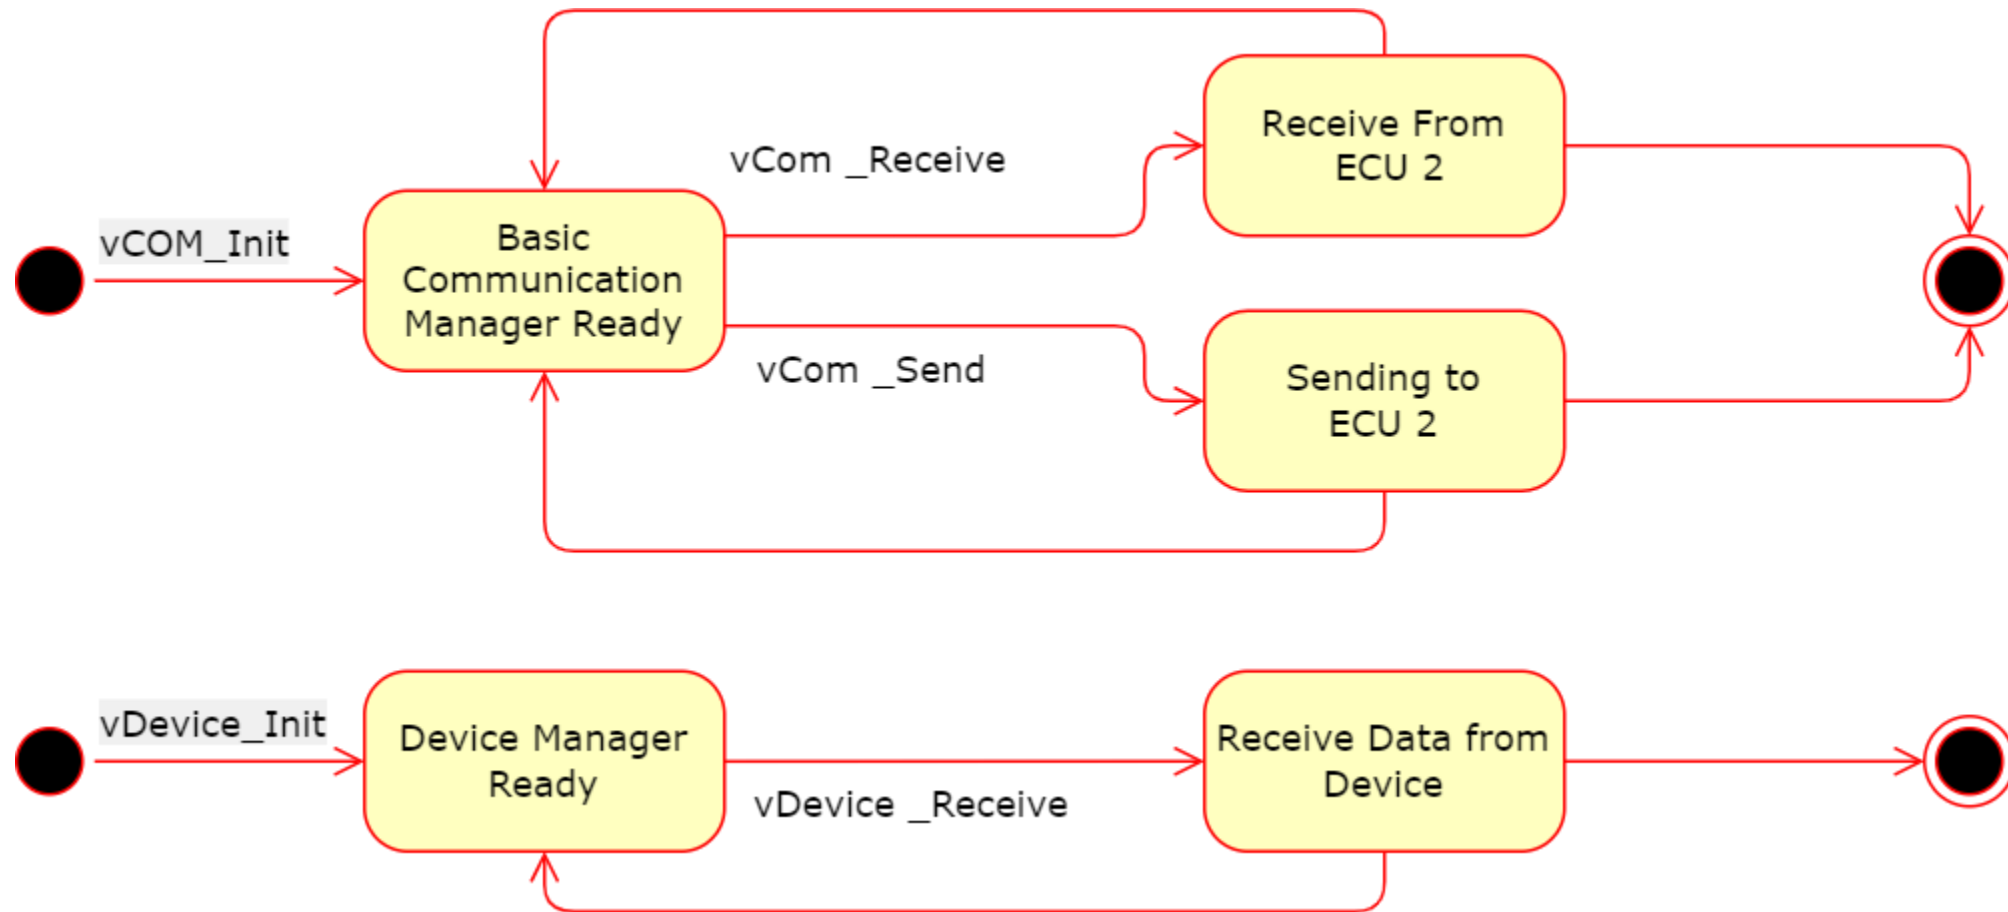 vCOM_Init
Basic
Communication
Manager Ready
vCom _Receive
Receive From
ECU 2
vCom _Send
Sending to
ECU 2
vDevice_Init
Device Manager
Ready
vDevice _Receive
Receive Data from
Device